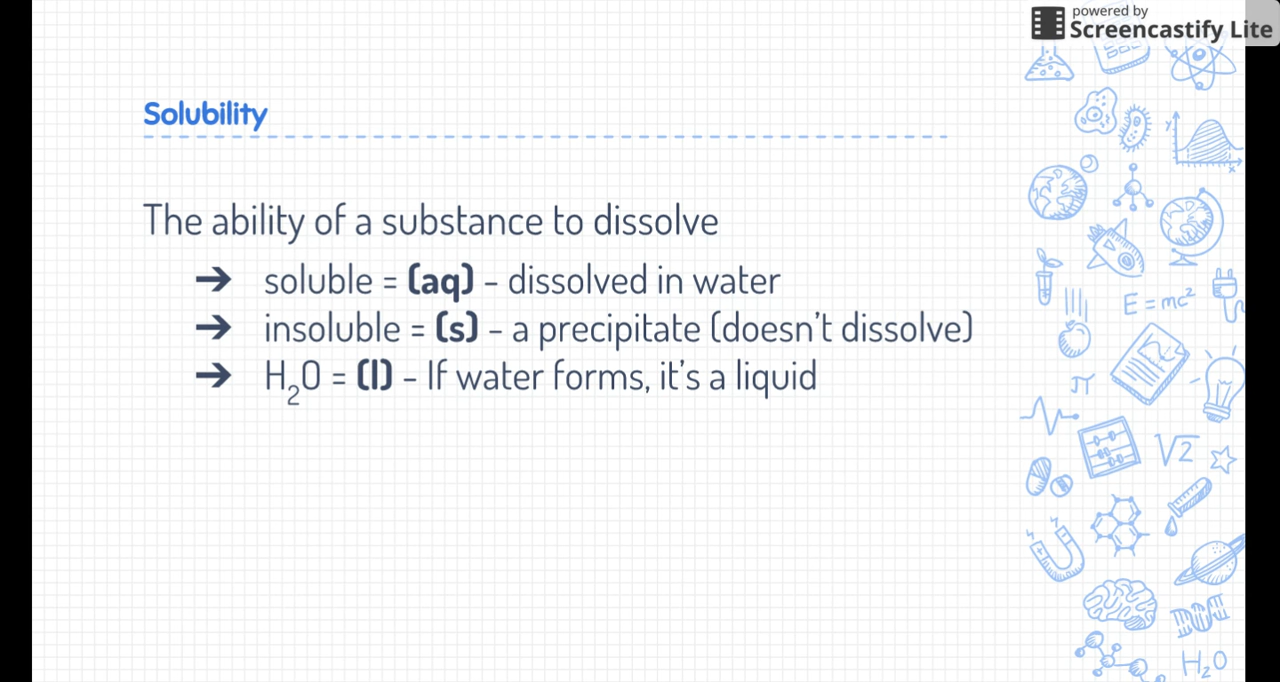 powered by
Screencastify Lite
Solubility
The ability of a substance to dissolve
➔ soluble = (aq) – dissolved in water
➔ insoluble = (s) – a precipitate (doesn't dissolve)
➔ H₂O = (l) – If water forms, it's a liquid
y
x
E=mc²
π
√2
H₂O